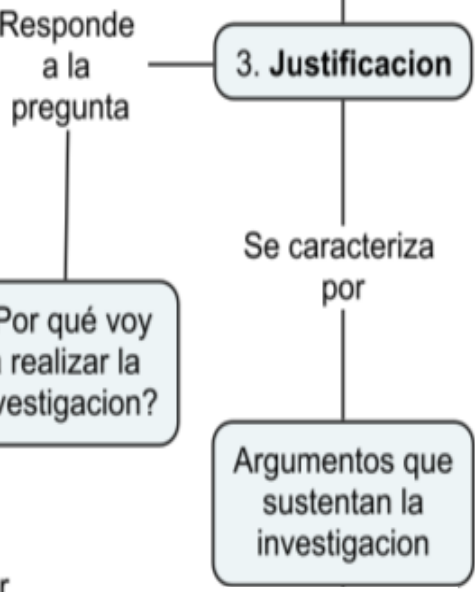 Responde
a la
pregunta
3. Justificacion
Se caracteriza
por
Por qué voy
realizar la
vestigacion?
Argumentos que
sustentan la
investigacion
r